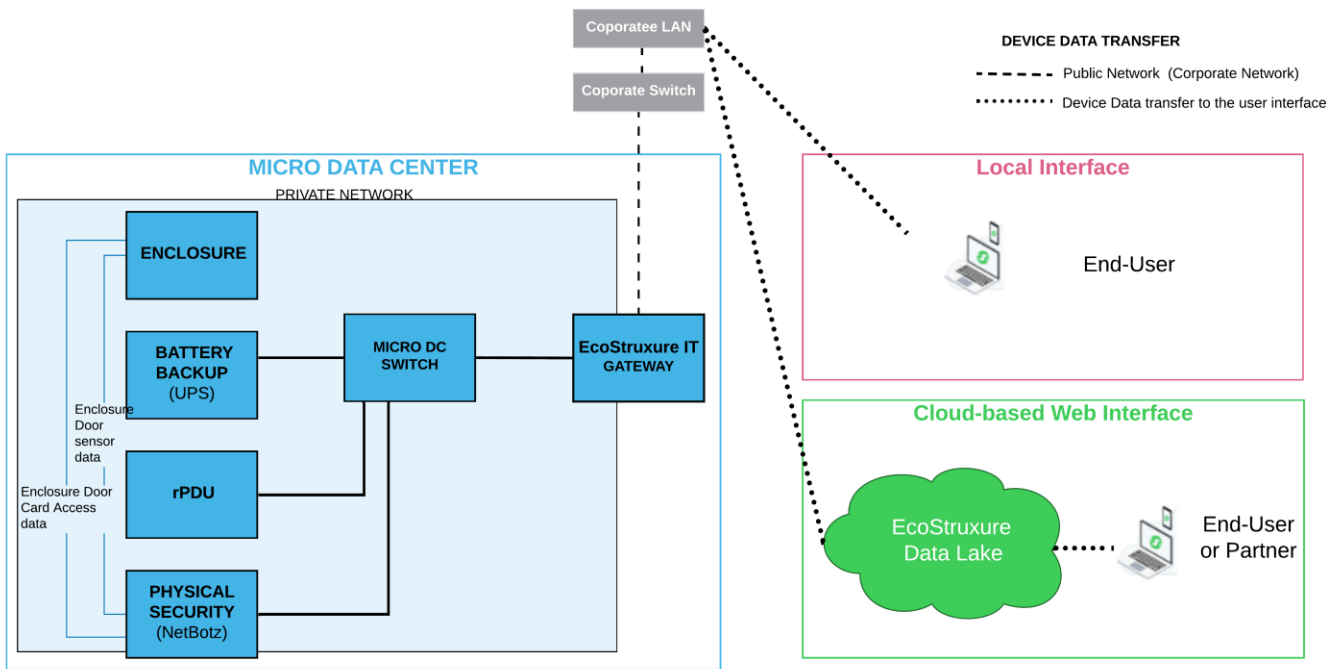 Coporatee LAN
Coporate Switch
DEVICE DATA TRANSFER
Public Network (Corporate Network)
Device Data transfer to the user interface
MICRO DATA CENTER
PRIVATE NETWORK
ENCLOSURE
BATTERY
BACKUP
(UPS)
MICRO DC
SWITCH
EcoStruxure IT
GATEWAY
Enclosure
Door
sensor
data
rPDU
Enclosure Door
Card Access
data
PHYSICAL
SECURITY
(NetBotz)
Local Interface
End-User
Cloud-based Web Interface
EcoStruxure
Data Lake
End-User
or Partner